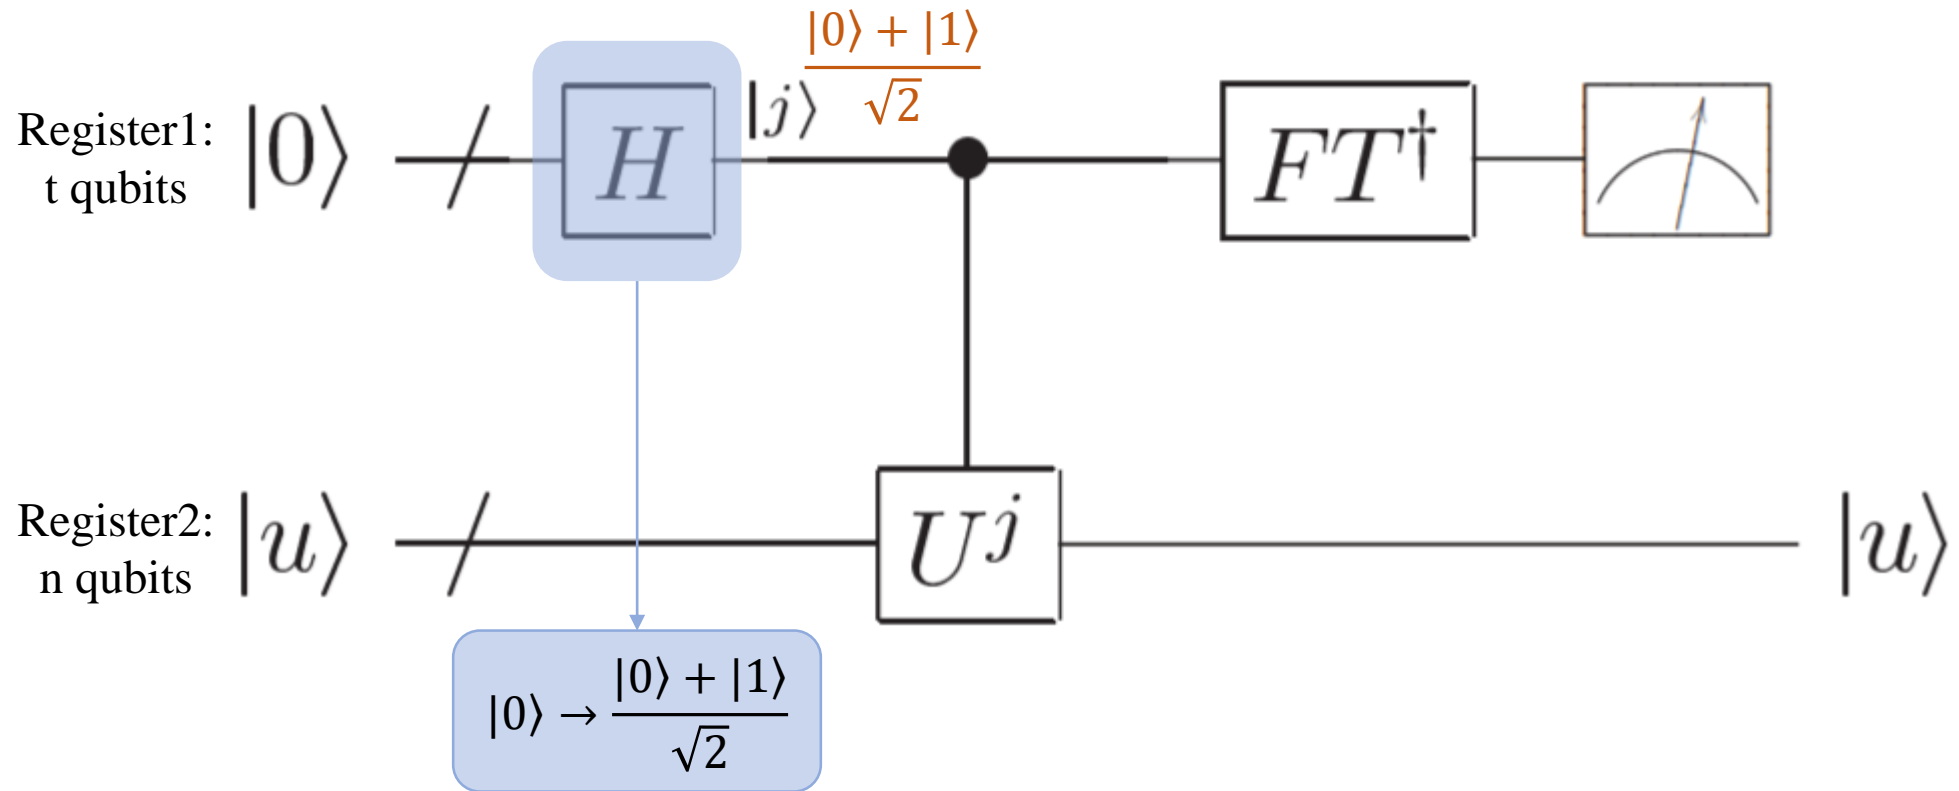 |0⟩ + |1⟩
√2
Register1:
t qubits
|0⟩
H
|j⟩
FT†
Register2:
n qubits
|u⟩
U^j
|u⟩
|0⟩ → |0⟩ + |1⟩
√2